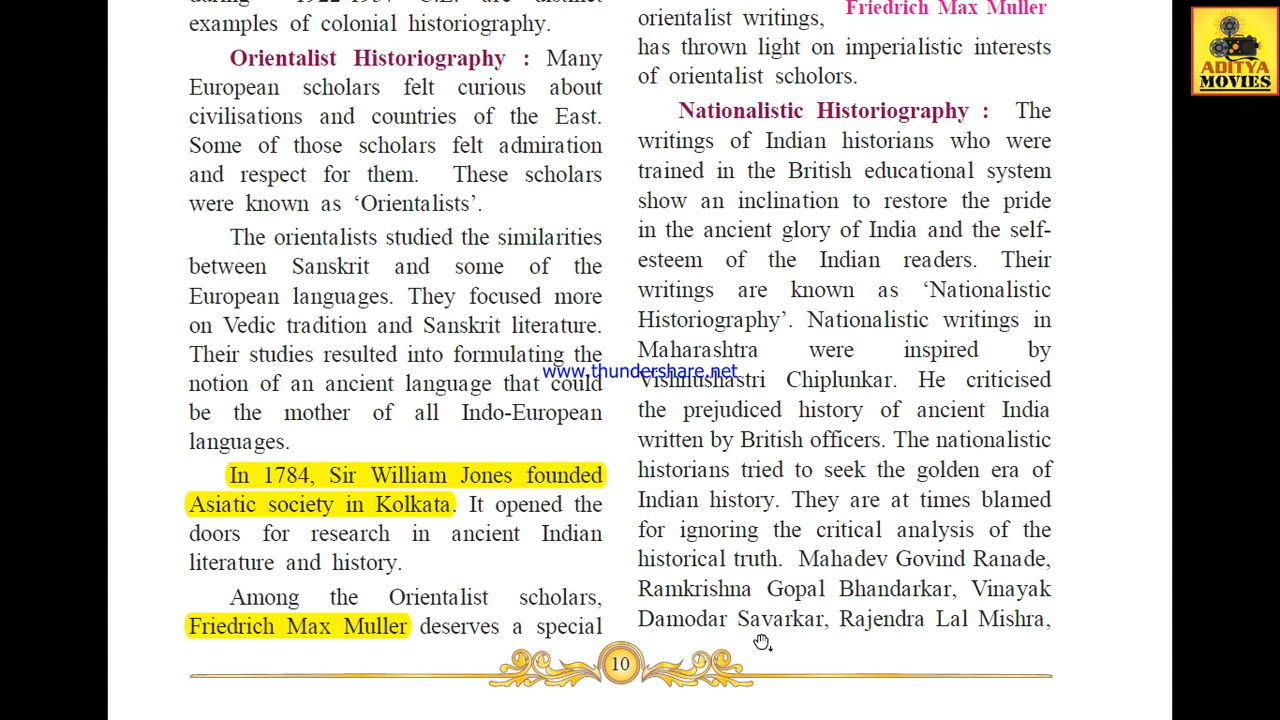 during 1922-1937 C.E. are distinct
examples of colonial historiography.
Orientalist Historiography : Many
European scholars felt curious about
civilisations and countries of the East.
Some of those scholars felt admiration
and respect for them. These scholars
were known as ‘Orientalists’.
The orientalists studied the similarities
between Sanskrit and some of the
European languages. They focused more
on Vedic tradition and Sanskrit literature.
Their studies resulted into formulating the
notion of an ancient language that could
be the mother of all Indo-European
languages.
In 1784, Sir William Jones founded
Asiatic society in Kolkata. It opened the
doors for research in ancient Indian
literature and history.
Among the Orientalist scholars,
Friedrich Max Muller deserves a special
orientalist writings,
Friedrich Max Muller
has thrown light on imperialistic interests
of orientalist scholors.
Nationalistic Historiography : The
writings of Indian historians who were
trained in the British educational system
show an inclination to restore the pride
in the ancient glory of India and the self-
esteem of the Indian readers. Their
writings are known as ‘Nationalistic
Historiography’. Nationalistic writings in
Maharashtra were inspired by
Vishnushastri Chiplunkar. He criticised
the prejudiced history of ancient India
written by British officers. The nationalistic
historians tried to seek the golden era of
Indian history. They are at times blamed
for ignoring the critical analysis of the
historical truth. Mahadev Govind Ranade,
Ramkrishna Gopal Bhandarkar, Vinayak
Damodar Savarkar, Rajendra Lal Mishra,
10
www.thundershare.net
ADITYA
MOVIES